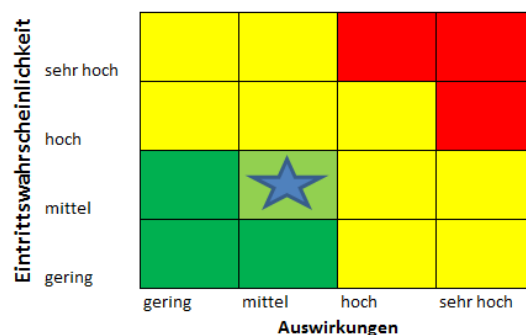 Eintrittswahrscheinlichkeit
sehr hoch
hoch
mittel
gering
gering mittel hoch sehr hoch
Auswirkungen